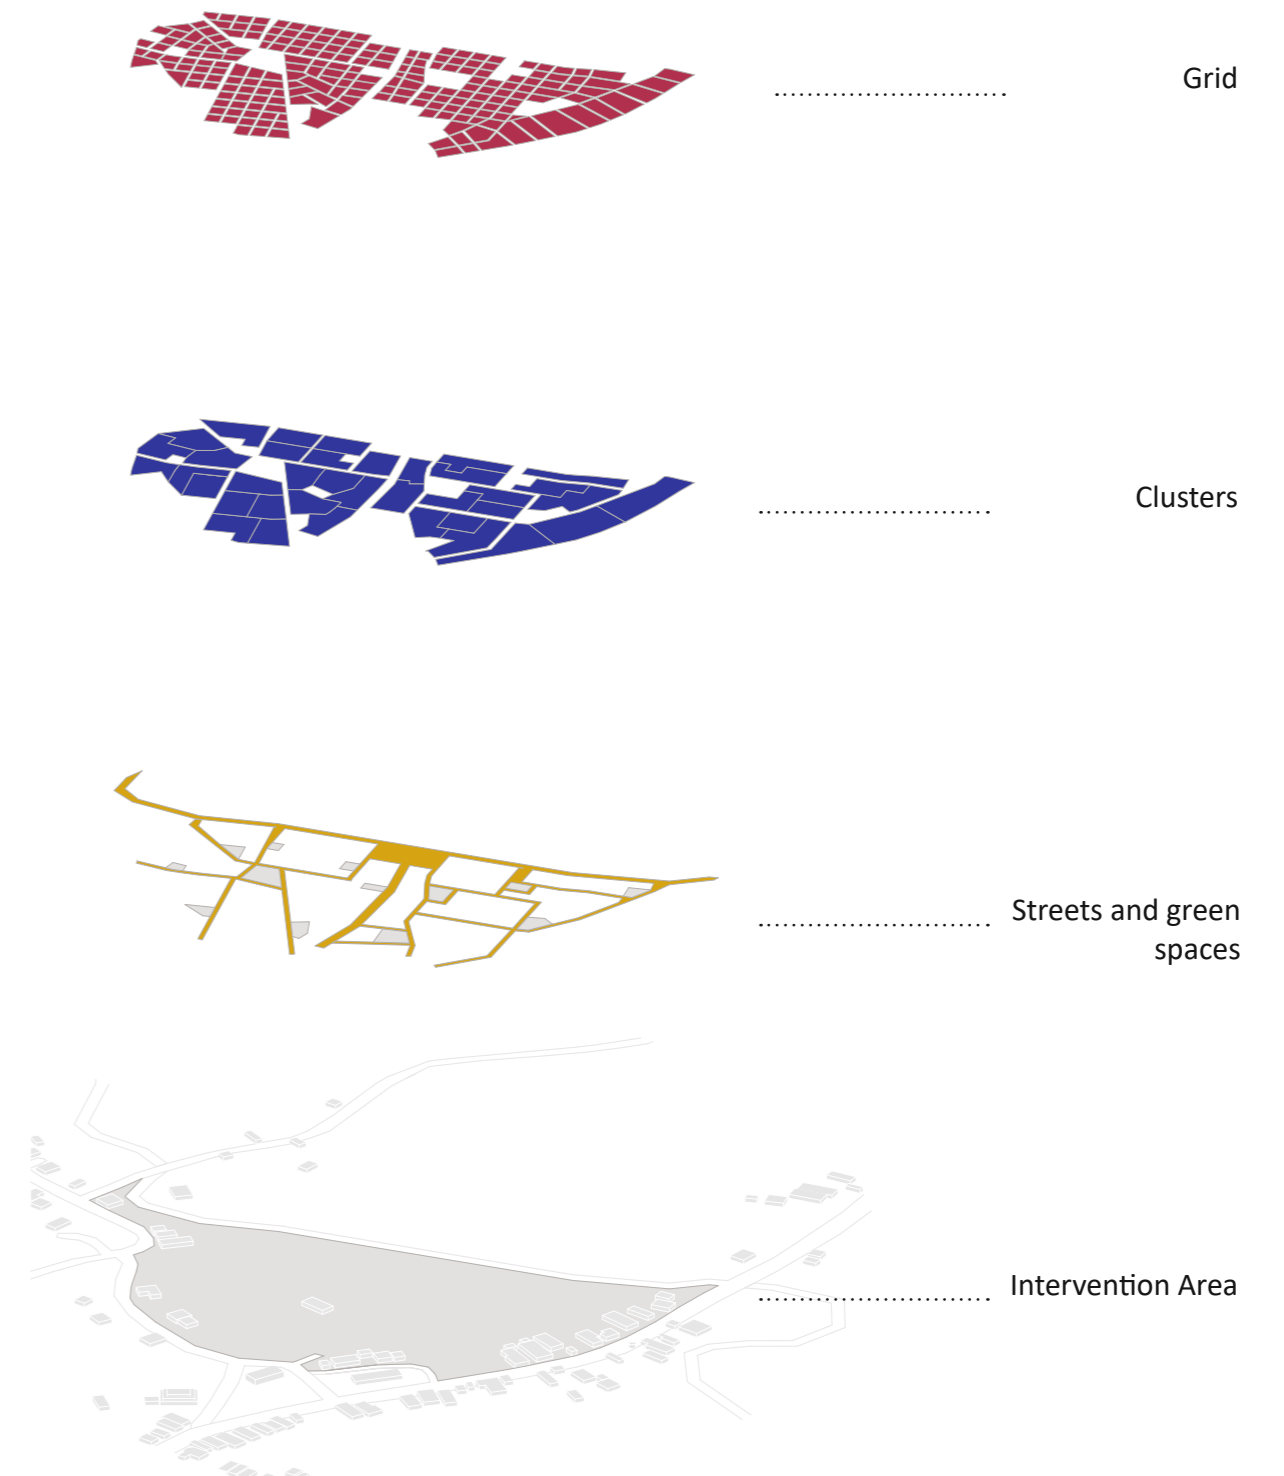 Grid
Clusters
Streets and green
spaces
Intervention Area